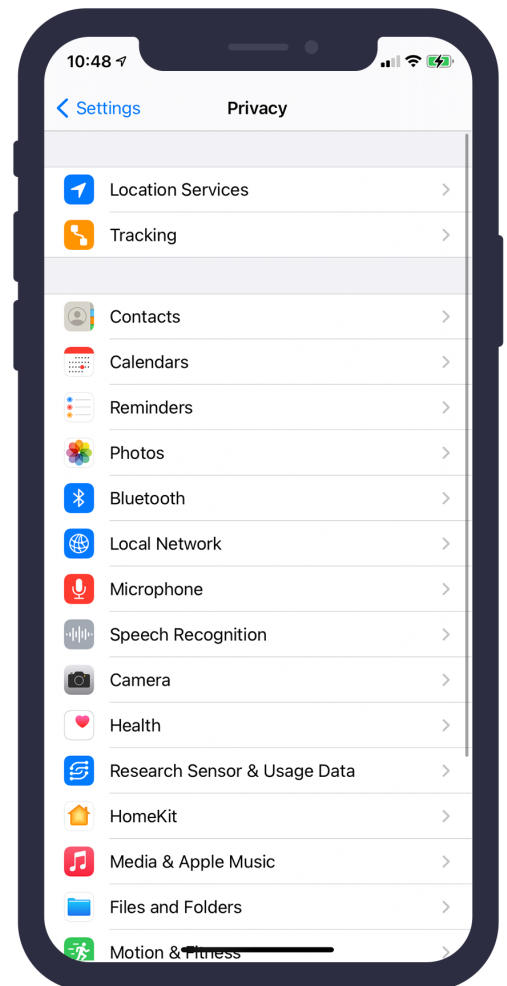 10:48
Settings
Privacy
Location Services
Tracking
Contacts
Calendars
Reminders
Photos
Bluetooth
Local Network
Microphone
Speech Recognition
Camera
Health
Research Sensor & Usage Data
HomeKit
Media & Apple Music
Files and Folders
Motion & Fitness